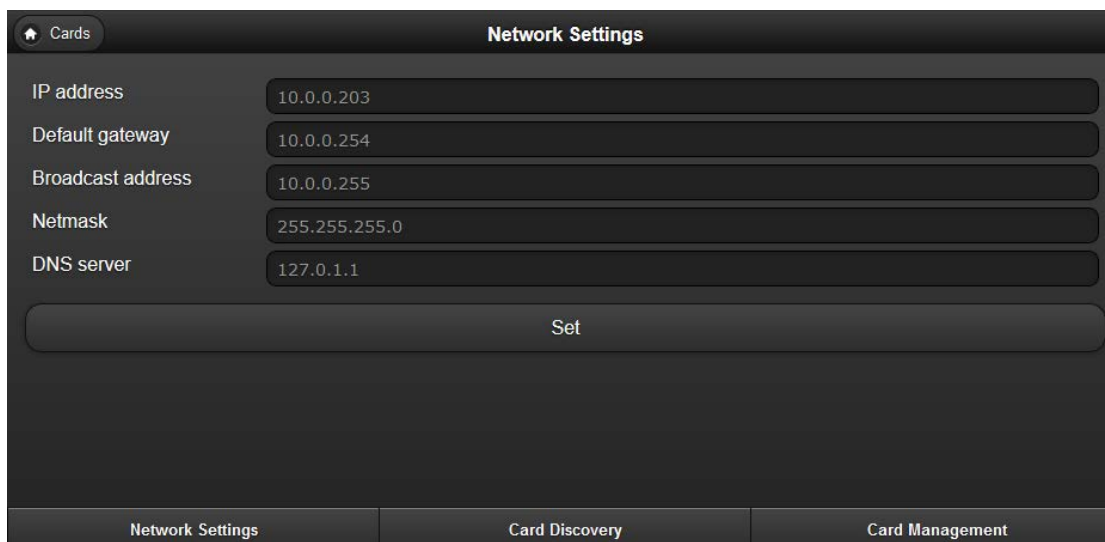 Cards
Network Settings
IP address 10.0.0.203
Default gateway 10.0.0.254
Broadcast address 10.0.0.255
Netmask 255.255.255.0
DNS server 127.0.1.1
Set
Network Settings Card Discovery Card Management